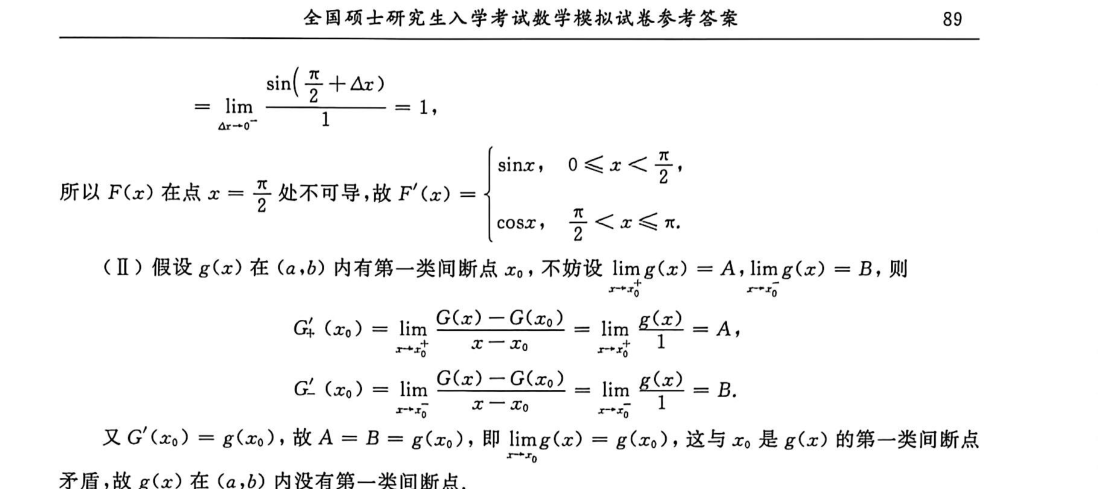 全国硕士研究生入学考试数学模拟试卷参考答案 89
= lim_{Δx→0⁻} sin(π/2 + Δx) / 1 = 1,
所以 F(x) 在点 x = π/2 处不可导,故 F′(x) = { sinx, 0 ⩽ x < π/2,
cosx, π/2 < x ⩽ π.
(Ⅱ) 假设 g(x) 在 (a,b) 内有第一类间断点 x₀, 不妨设 lim_{x→x₀⁺} g(x) = A, lim_{x→x₀⁻} g(x) = B, 则
G′₊(x₀) = lim_{x→x₀⁺} (G(x) − G(x₀)) / (x − x₀) = lim_{x→x₀⁺} g(x)/1 = A,
G′₋(x₀) = lim_{x→x₀⁻} (G(x) − G(x₀)) / (x − x₀) = lim_{x→x₀⁻} g(x)/1 = B.
又 G′(x₀) = g(x₀), 故 A = B = g(x₀), 即 lim_{x→x₀} g(x) = g(x₀), 这与 x₀ 是 g(x) 的第一类间断点
矛盾,故 g(x) 在 (a,b) 内没有第一类间断点.